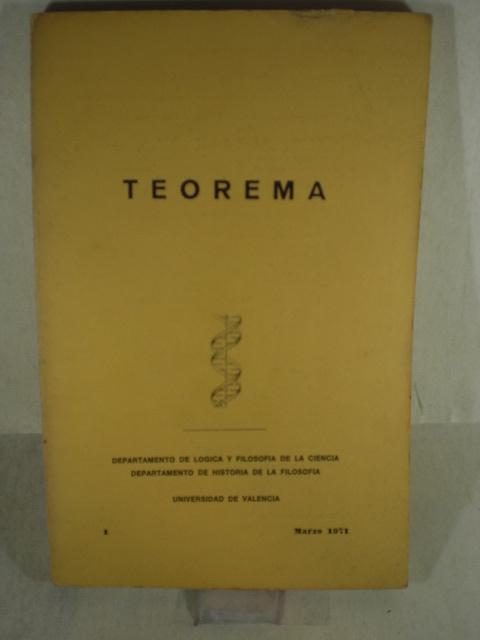 TEOREMA
DEPARTAMENTO DE LOGICA Y FILOSOFIA DE LA CIENCIA
DEPARTAMENTO DE HISTORIA DE LA FILOSOFIA
UNIVERSIDAD DE VALENCIA
1 Marzo 1971